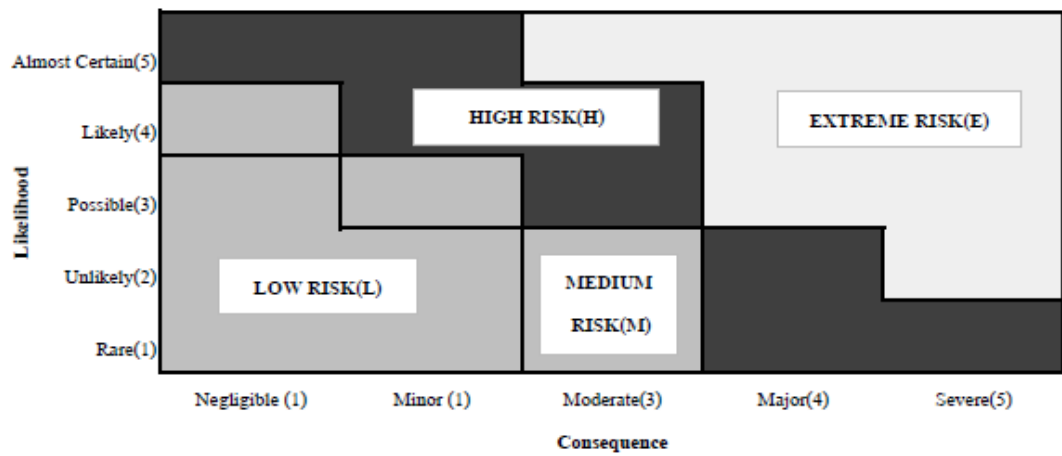 Almost Certain(5)
HIGH RISK(H)
EXTREME RISK(E)
Likely(4)
Likelihood
Possible(3)
Unlikely(2)
LOW RISK(L)
MEDIUM
RISK(M)
Rare(1)
Negligible (1)
Minor (1)
Moderate(3)
Major(4)
Severe(5)
Consequence